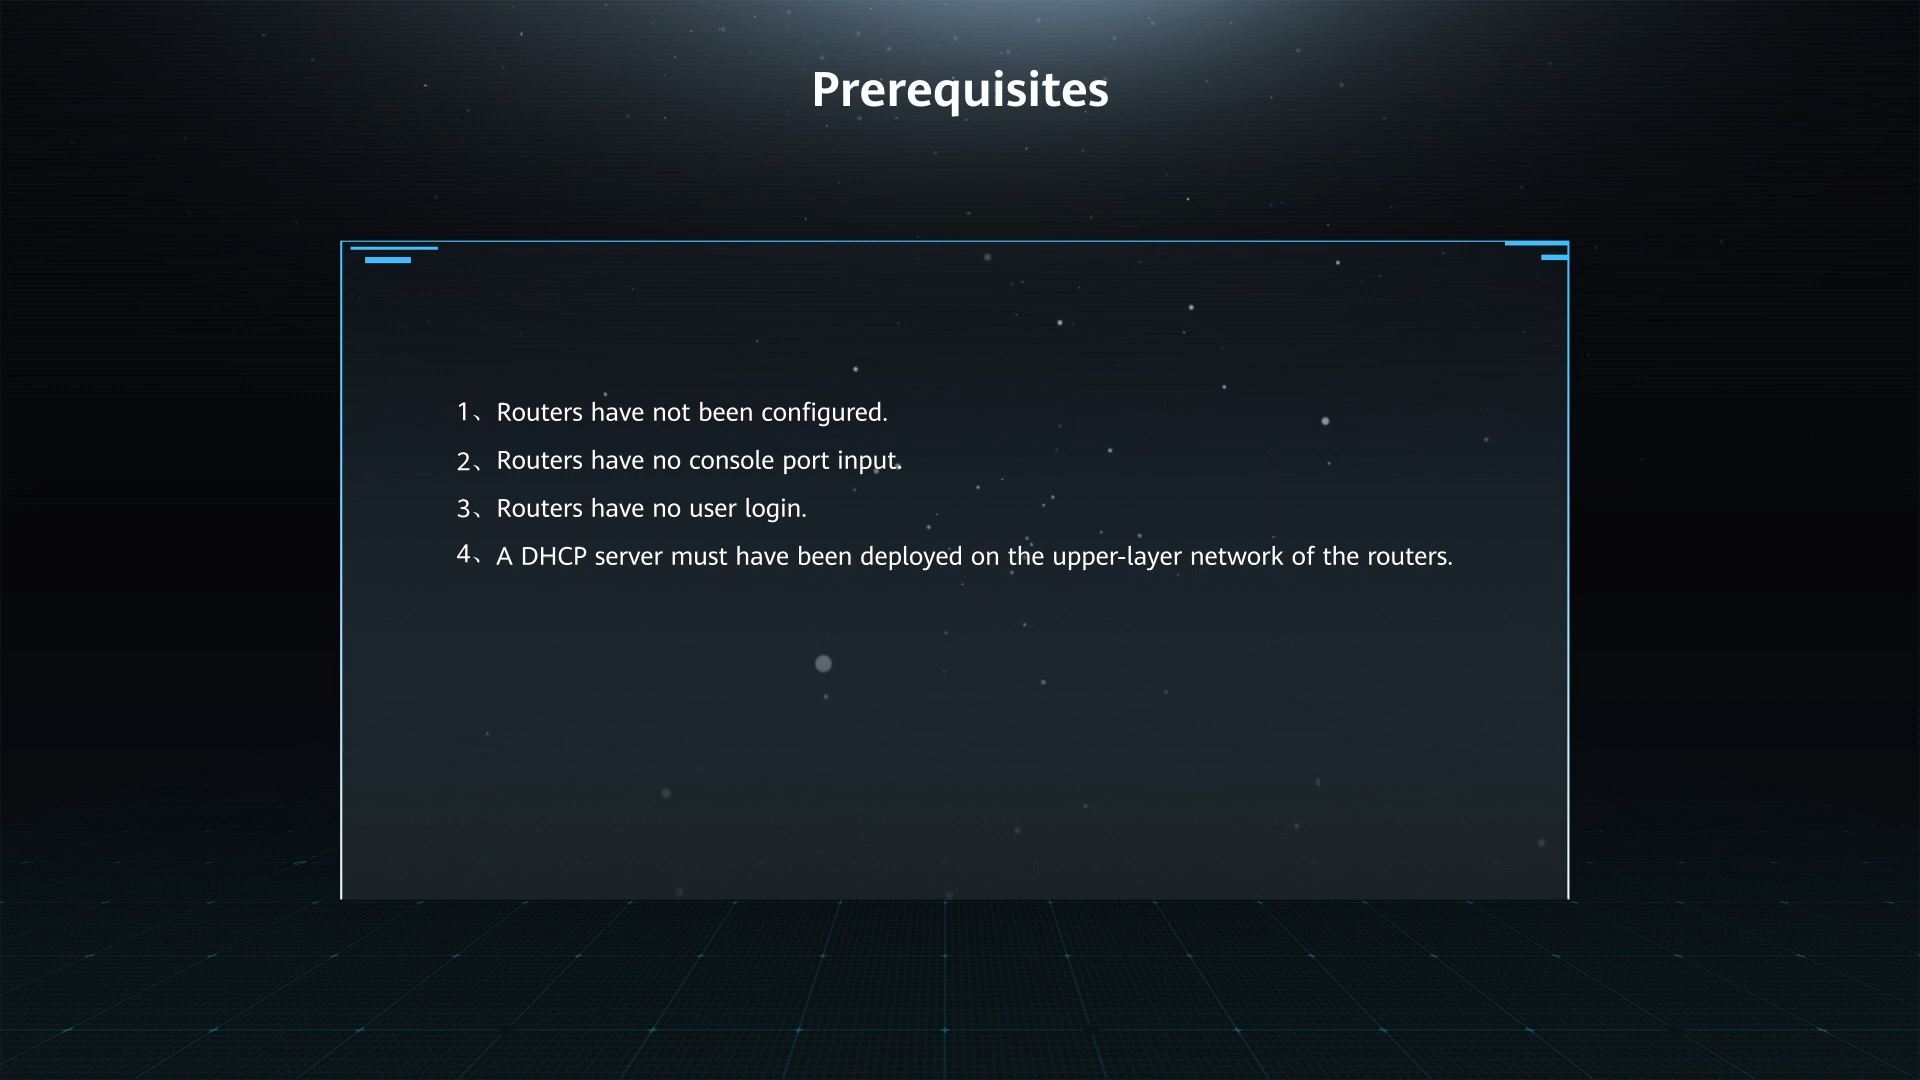 Prerequisites
1、Routers have not been configured.
2、Routers have no console port input.
3、Routers have no user login.
4、A DHCP server must have been deployed on the upper-layer network of the routers.